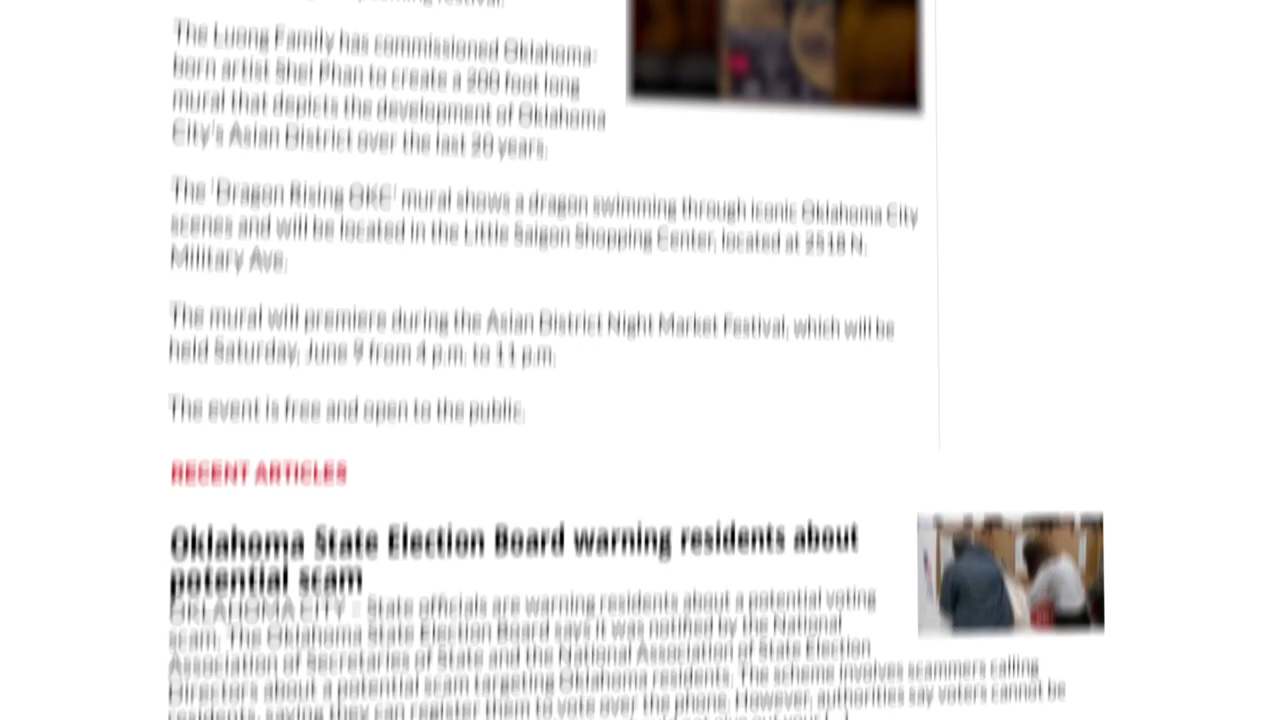 festival.
The Luong Family has commissioned Oklahoma-
born artist Shei Phan to create a 200 foot long
mural that depicts the development of Oklahoma
City's Asian District over the last 20 years.
The 'Dragon Rising OKC' mural shows a dragon swimming through iconic Oklahoma City
scenes and will be located in the Little Saigon Shopping Center, located at 2518 N.
Military Ave.
The mural will premiere during the Asian District Night Market Festival, which will be
held Saturday, June 9 from 4 p.m. to 11 p.m.
The event is free and open to the public.
RECENT ARTICLES
Oklahoma State Election Board warning residents about
potential scam
OKLAHOMA CITY - State officials are warning residents about a potential voting
scam. The Oklahoma State Election Board says it was notified by the National
Association of Secretaries of State and the National Association of State Election
Directors about a potential scam targeting Oklahoma residents. The scheme involves scammers calling
residents, saying they can register them to vote over the phone. However, authorities say voters cannot be